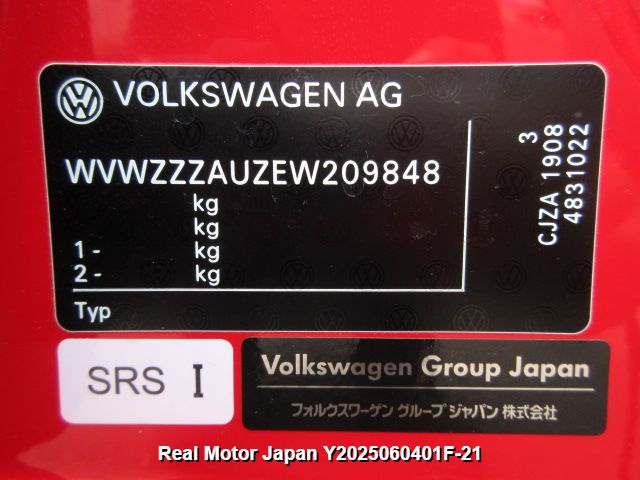 VOLKSWAGEN AG
WVWZZZAUZEW209848
kg
kg
1 - kg
2 - kg
Typ
3
CJZA 1908
4831022
SRS I
Volkswagen Group Japan
フォルクスワーゲン グループ ジャパン 株式会社
Real Motor Japan Y2025060401F-21